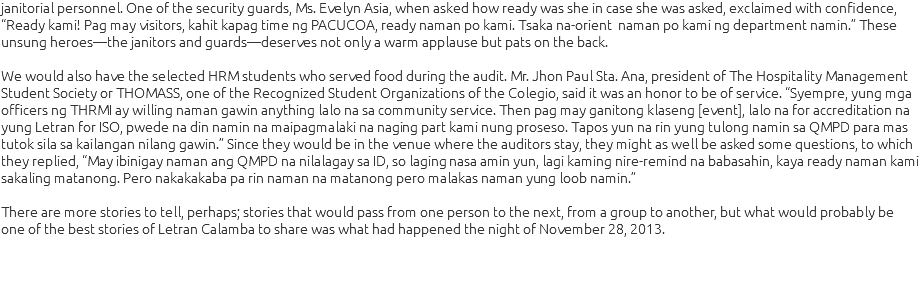 janitorial personnel. One of the security guards, Ms. Evelyn Asia, when asked how ready was she in case she was asked, exclaimed with confidence,
“Ready kami! Pag may visitors, kahit kapag time ng PACUCOA, ready naman po kami. Tsaka na-orient  naman po kami ng department namin.” These
unsung heroes—the janitors and guards—deserves not only a warm applause but pats on the back.

We would also have the selected HRM students who served food during the audit. Mr. Jhon Paul Sta. Ana, president of The Hospitality Management
Student Society or THOMASS, one of the Recognized Student Organizations of the Colegio, said it was an honor to be of service. “Syempre, yung mga
officers ng THRMI ay willing naman gawin anything lalo na sa community service. Then pag may ganitong klaseng [event], lalo na for accreditation na
yung Letran for ISO, pwede na din namin na maipagmalaki na naging part kami nung proseso. Tapos yun na rin yung tulong namin sa QMPD para mas
tutok sila sa kailangan nilang gawin.” Since they would be in the venue where the auditors stay, they might as well be asked some questions, to which
they replied, “May ibinigay naman ang QMPD na nilalagay sa ID, so laging nasa amin yun, lagi kaming nire-remind na babasahin, kaya ready naman kami
sakaling matanong. Pero nakakakaba pa rin naman na matanong pero malakas naman yung loob namin.”

There are more stories to tell, perhaps; stories that would pass from one person to the next, from a group to another, but what would probably be
one of the best stories of Letran Calamba to share was what had happened the night of November 28, 2013.